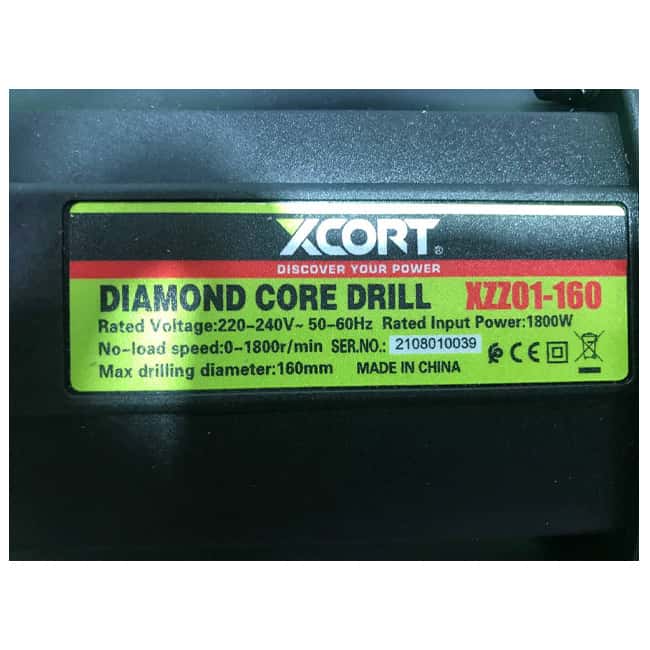 XCORT®
DISCOVER YOUR POWER
DIAMOND CORE DRILL XZZ01-160
Rated Voltage:220-240V~ 50-60Hz Rated Input Power:1800W
No-load speed:0-1800r/min SER.NO.: 2108010039
Max drilling diameter:160mm MADE IN CHINA